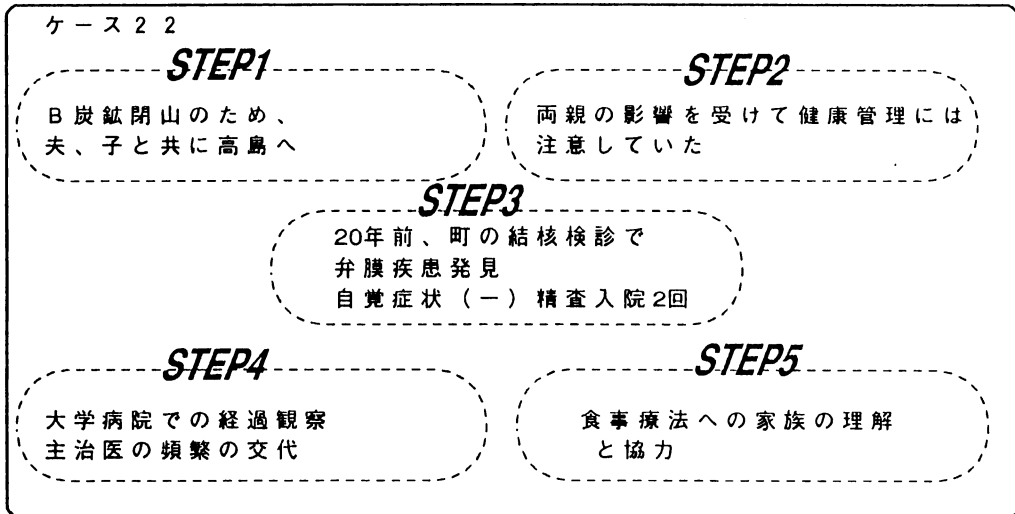 ケース22
STEP1
B炭鉱閉山のため、
夫、子と共に高島へ
STEP2
両親の影響を受けて健康管理には
注意していた
STEP3
20年前、町の結核検診で
弁膜疾患発見
自覚症状(ー)精査入院2回
STEP4
大学病院での経過観察
主治医の頻繁の交代
STEP5
食事療法への家族の理解
と協力